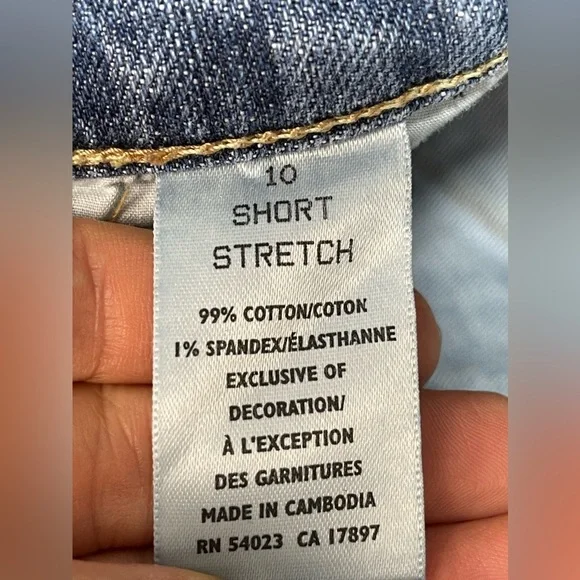 10
SHORT
STRETCH
99% COTTON/COTON
1% SPANDEX/ÉLASTHANNE
EXCLUSIVE OF
DECORATION/
À L'EXCEPTION
DES GARNITURES
MADE IN CAMBODIA
RN 54023 CA 17897